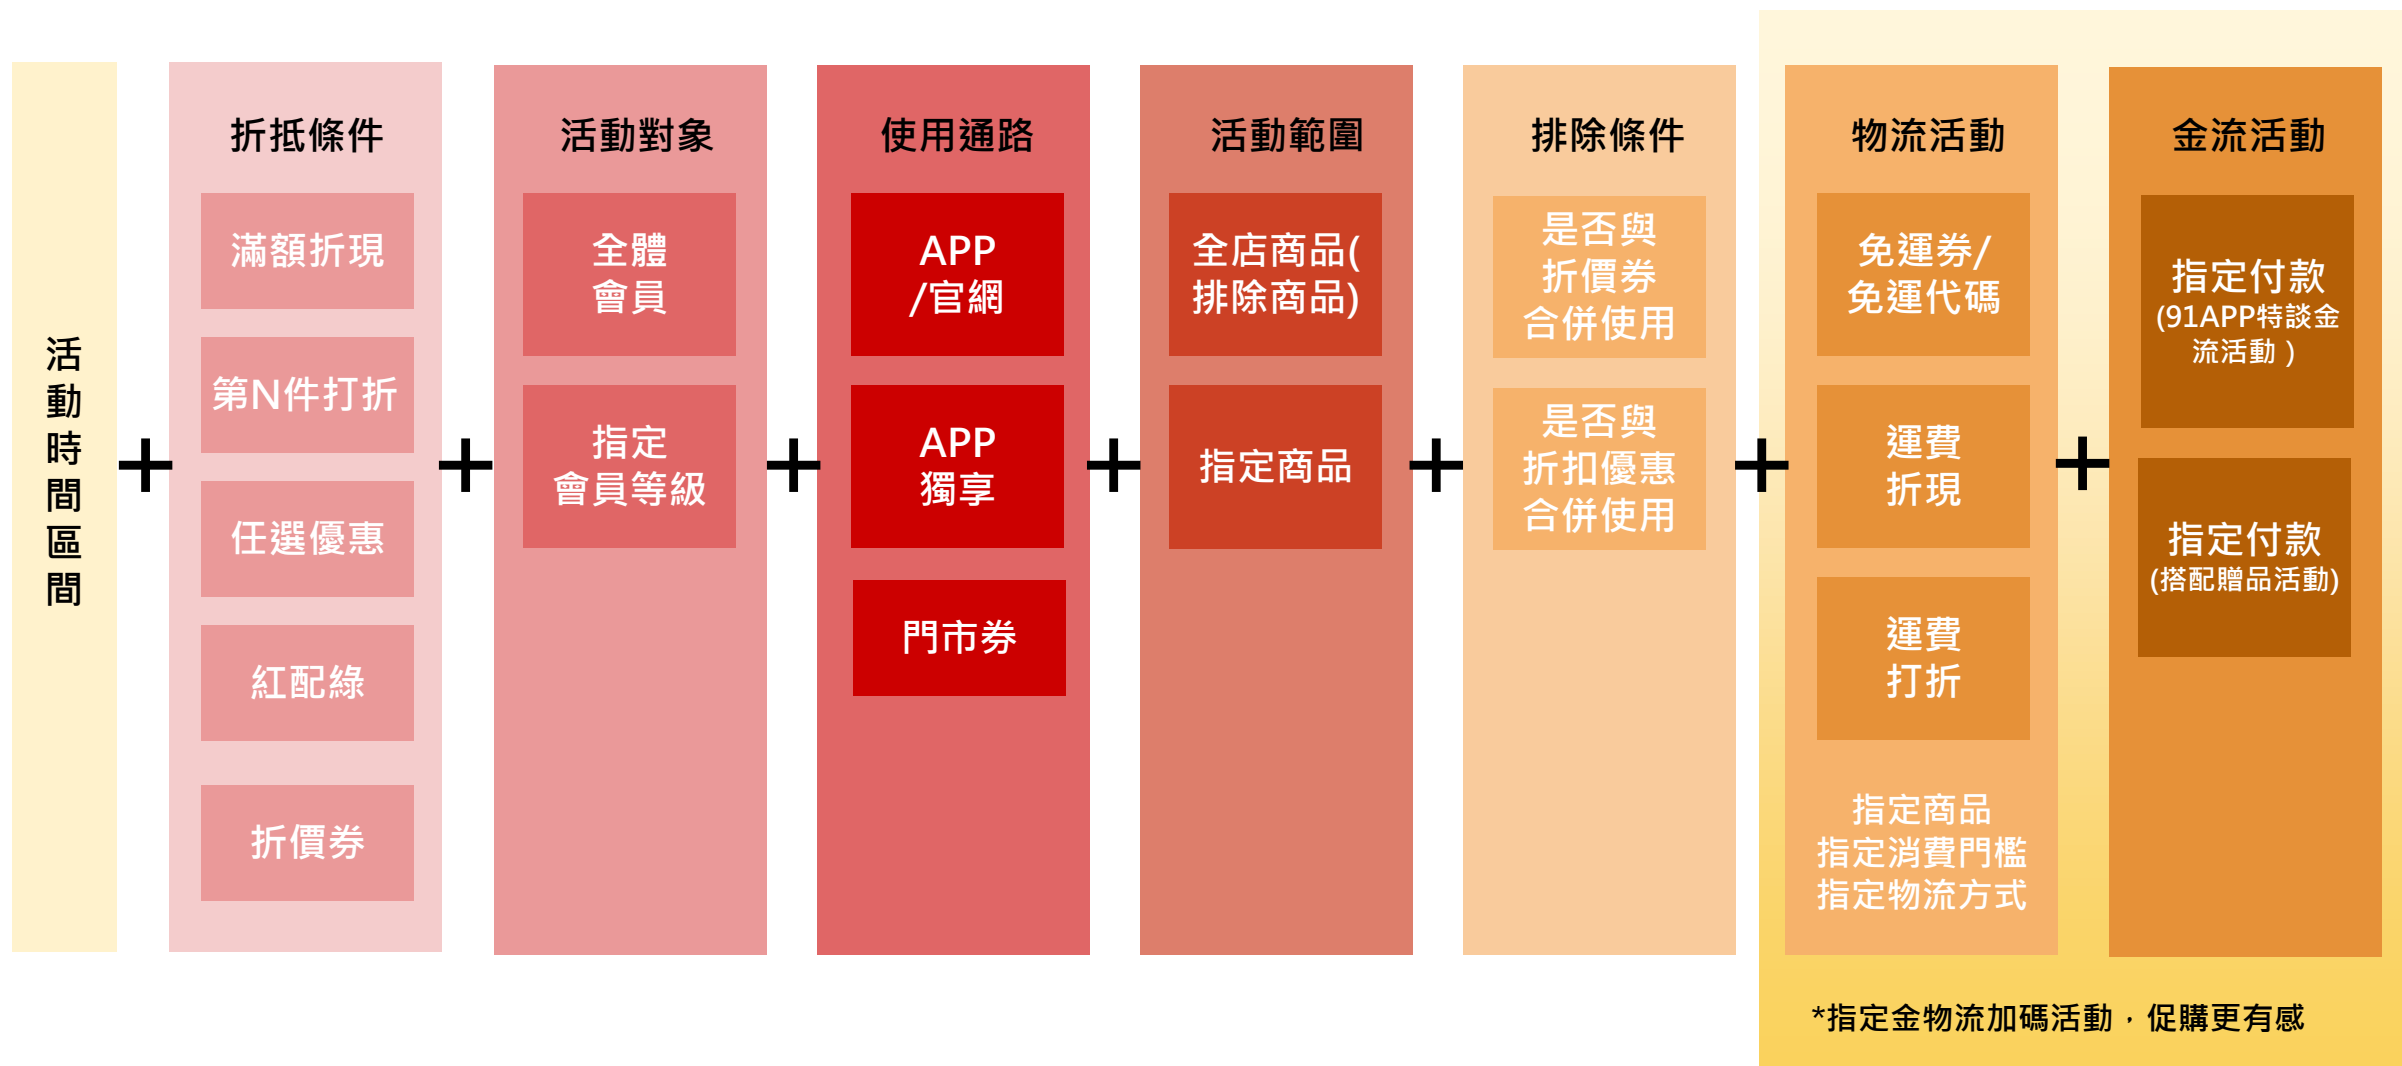 活動時間區間
折抵條件
滿額折現
第N件打折
任選優惠
紅配綠
折價券
活動對象
全體
會員
指定
會員等級
使用通路
APP
/官網
APP
獨享
門市券
活動範圍
全店商品(
排除商品)
指定商品
排除條件
是否與
折價券
合併使用
是否與
折扣優惠
合併使用
物流活動
免運券/
免運代碼
運費
折現
運費
打折
指定商品
指定消費門檻
指定物流方式
金流活動
指定付款
(91APP特談金
流活動 )
指定付款
(搭配贈品活動)
*指定金物流加碼活動，促購更有感